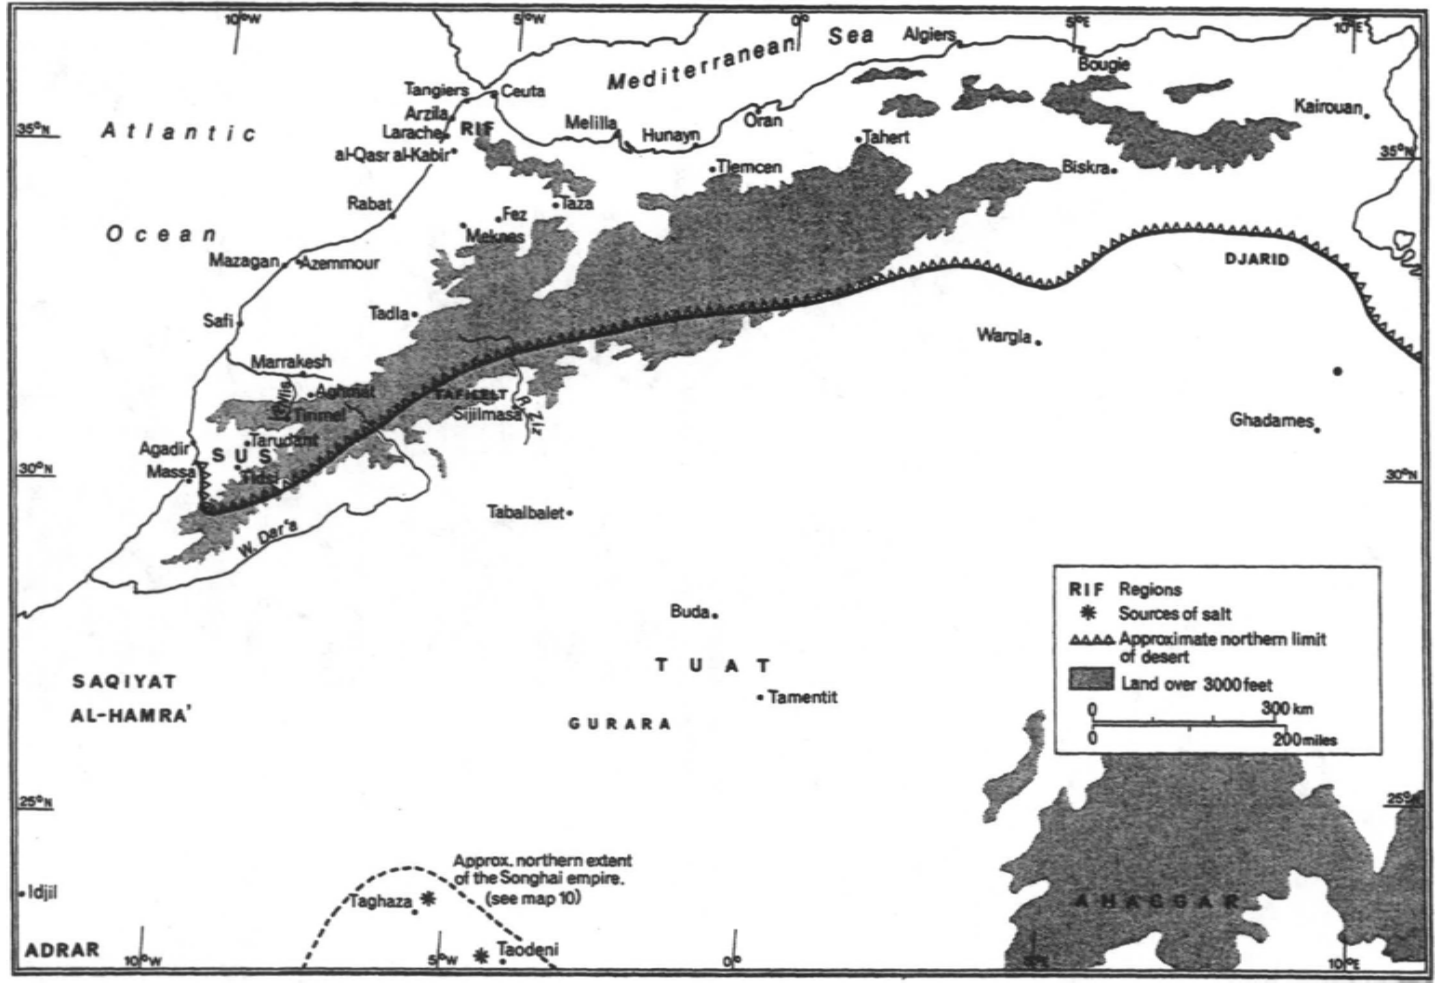 10°W
5°W
0°
5°E
10°E
Mediterranean Sea
Algiers
Bougie
Tangiers
Ceuta
Arzila
Larache
RIF
Melilla
Hunayn
Oran
Kairouan
35°N
Atlantic
al-Qasr al-Kabir
Tahert
35°N
Tlemcen
Biskra
Rabat
Fez
Taza
Ocean
Meknes
Mazagan
Azemmour
DJARID
Safi
Tadla
Wargla
Marrakesh
Aghmat
TAFILELT
Tinmel
Sijilmasa
R. Ziz
Ghadames
Agadir
Tarudant
SUS
30°N
Massa
Tidsi
30°N
Tabalbalet
W. Dar'a
RIF Regions
Sources of salt
Approximate northern limit
of desert
Land over 3000 feet
0 300 km
0 200 miles
Buda
TUAT
SAQIYAT
AL-HAMRA'
Tamentit
GURARA
25°N
25°N
Approx. northern extent
of the Songhai empire.
(see map 10)
Idjil
Taghaza
AHAGGAR
ADRAR
Taodeni
10°W
5°W
0°
10°E